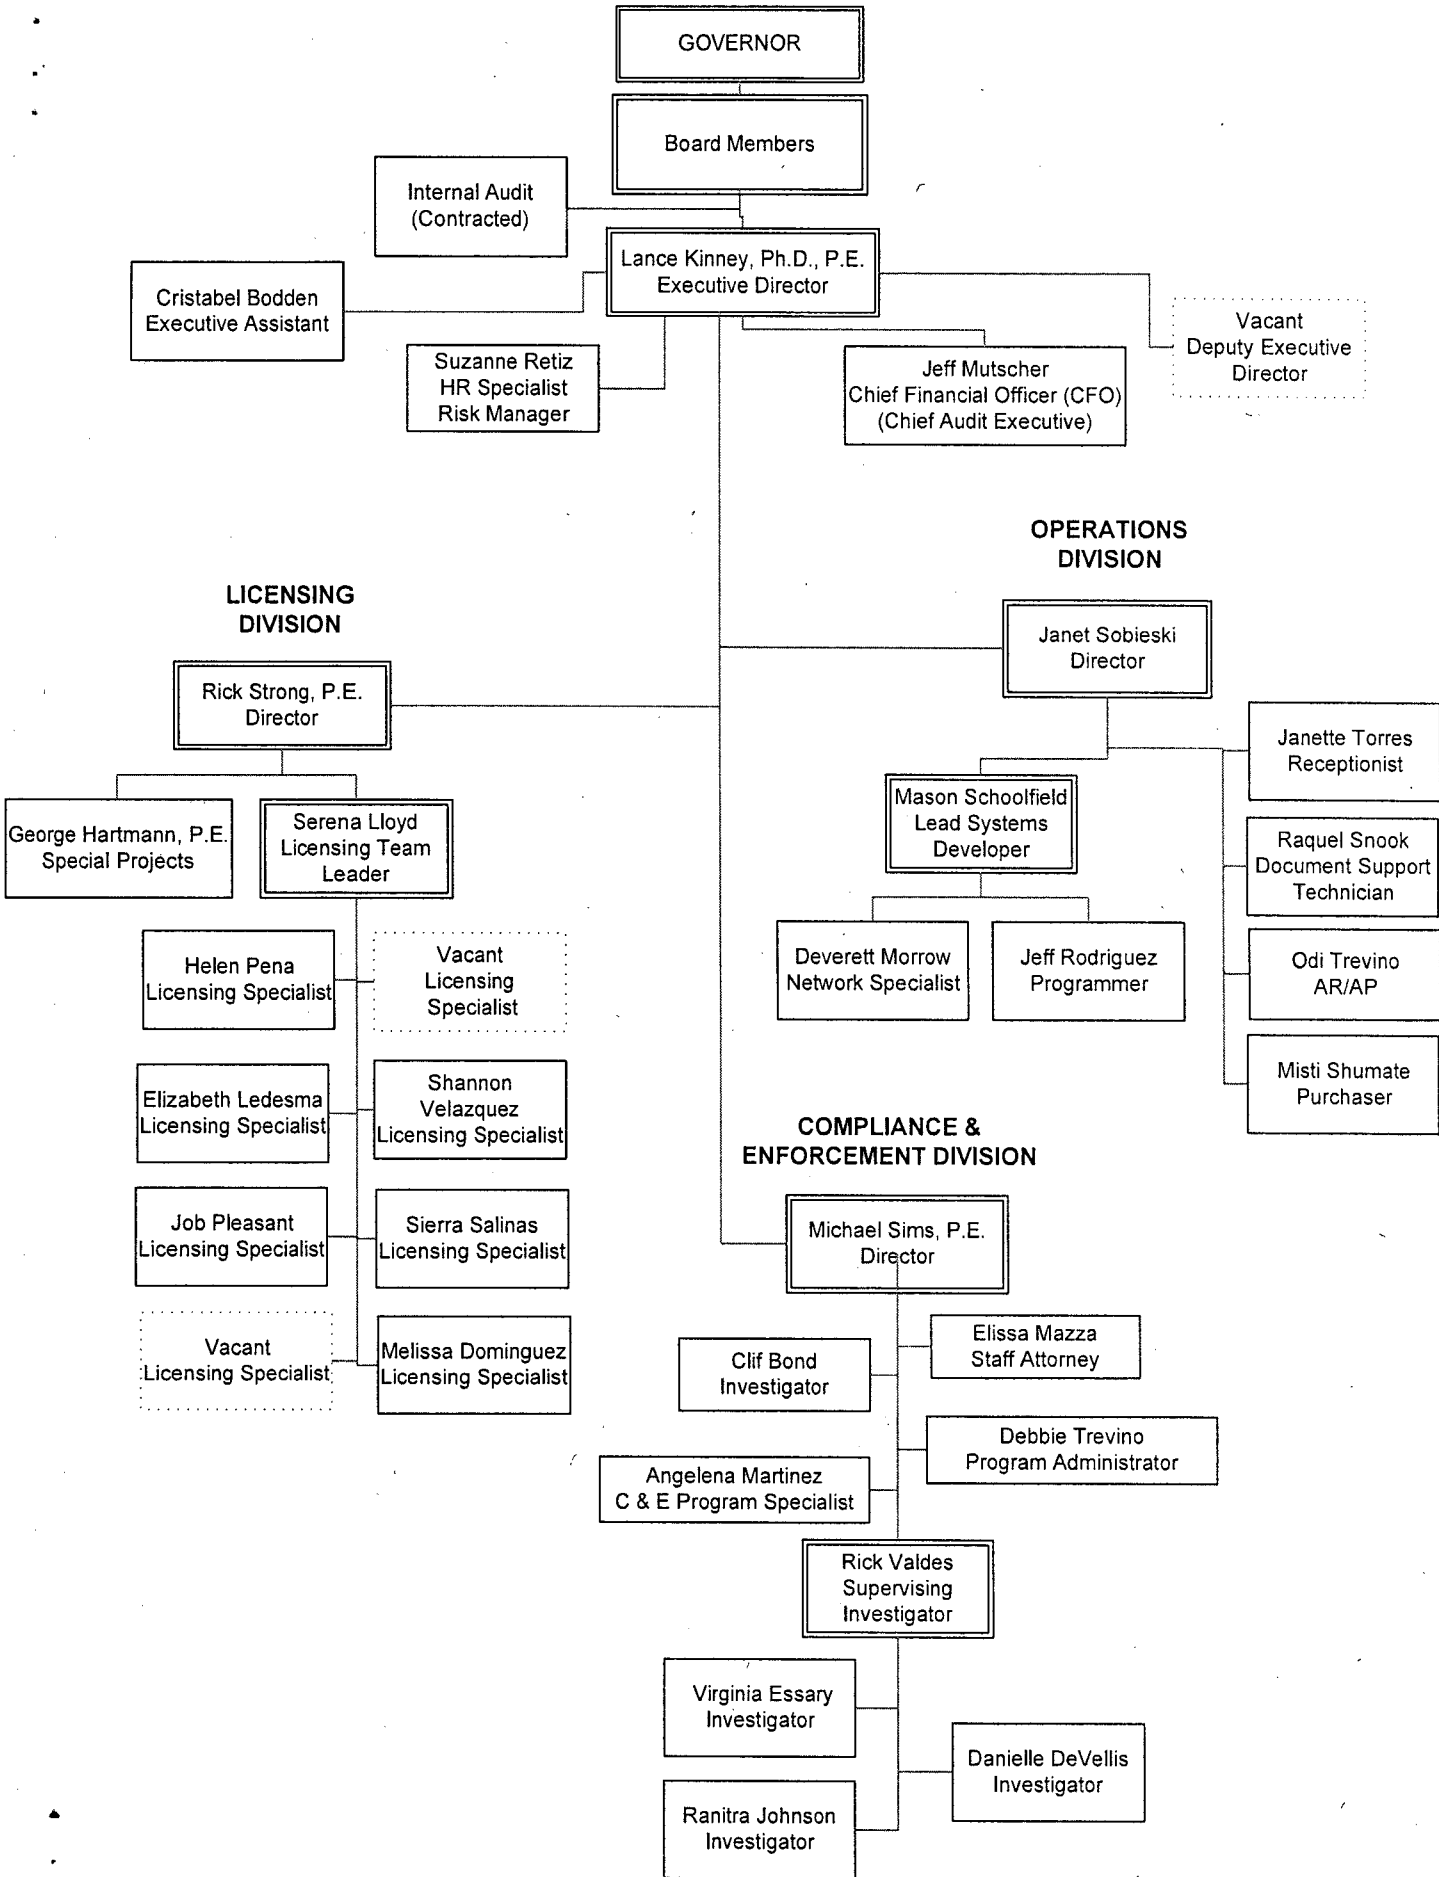 GOVERNOR
Board Members
Internal Audit
(Contracted)
Lance Kinney, Ph.D., P.E.
Executive Director
Cristabel Bodden
Executive Assistant
Vacant
Deputy Executive
Director
Suzanne Retiz
HR Specialist
Risk Manager
Jeff Mutscher
Chief Financial Officer (CFO)
(Chief Audit Executive)
LICENSING
DIVISION
Rick Strong, P.E.
Director
George Hartmann, P.E.
Special Projects
Serena Lloyd
Licensing Team
Leader
Helen Pena
Licensing Specialist
Vacant
Licensing
Specialist
Elizabeth Ledesma
Licensing Specialist
Shannon
Velazquez
Licensing Specialist
Job Pleasant
Licensing Specialist
Sierra Salinas
Licensing Specialist
Vacant
Licensing Specialist
Melissa Dominguez
Licensing Specialist
OPERATIONS
DIVISION
Janet Sobieski
Director
Mason Schoolfield
Lead Systems
Developer
Deverett Morrow
Network Specialist
Jeff Rodriguez
Programmer
Janette Torres
Receptionist
Raquel Snook
Document Support
Technician
Odi Trevino
AR/AP
Misti Shumate
Purchaser
COMPLIANCE &
ENFORCEMENT DIVISION
Michael Sims, P.E.
Director
Elissa Mazza
Staff Attorney
Clif Bond
Investigator
Debbie Trevino
Program Administrator
Angelena Martinez
C & E Program Specialist
Rick Valdes
Supervising
Investigator
Virginia Essary
Investigator
Danielle DeVellis
Investigator
Ranitra Johnson
Investigator